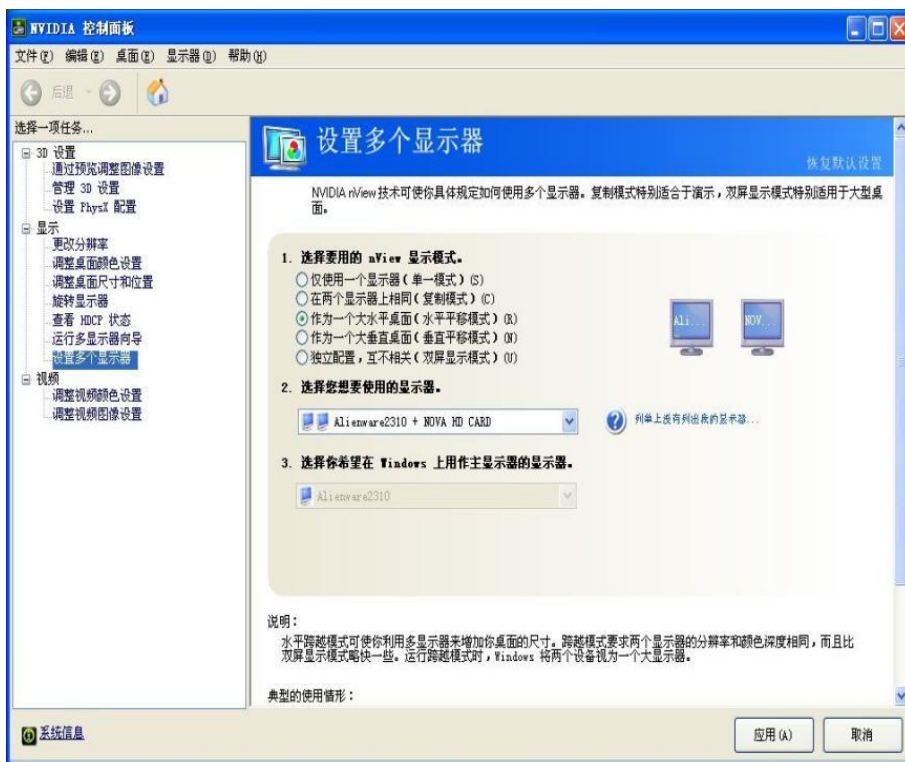 NVIDIA 控制面板
文件(F) 编辑(E) 桌面(E) 显示器(D) 帮助(H)
后退
选择一项任务...
3D 设置
通过预览调整图像设置
管理 3D 设置
设置 PhysX 配置
显示
更改分辨率
调整桌面颜色设置
调整桌面尺寸和位置
旋转显示器
查看 HDCP 状态
运行多显示器向导
设置多个显示器
视频
调整视频颜色设置
调整视频图像设置
系统信息
设置多个显示器
恢复默认设置
NVIDIA nView 技术可使你具体规定如何使用多个显示器。复制模式特别适合于演示，双屏显示模式特别适用于大型桌
面。
1. 选择要用的 nView 显示模式。
仅使用一个显示器(单一模式)(S)
在两个显示器上相同(复制模式)(C)
作为一个大水平桌面(水平平移模式)(R)
作为一个大垂直桌面(垂直平移模式)(N)
独立配置，互不相关(双屏显示模式)(U)
Ali... NOV...
2. 选择您想要使用的显示器。
Alienware2310 + NOVA HD CARD
列单上没有列出我的显示器...
3. 选择你希望在 Windows 上用作主显示器的显示器。
Alienware2310
说明：
水平跨越模式可使你利用多显示器来增加你桌面的尺寸。跨越模式要求两个显示器的分辨率和颜色深度相同，而且比
双屏显示模式略快一些。运行跨越模式时，Windows 将两个设备视为一个大显示器。
典型的使用情形：
应用(A) 取消